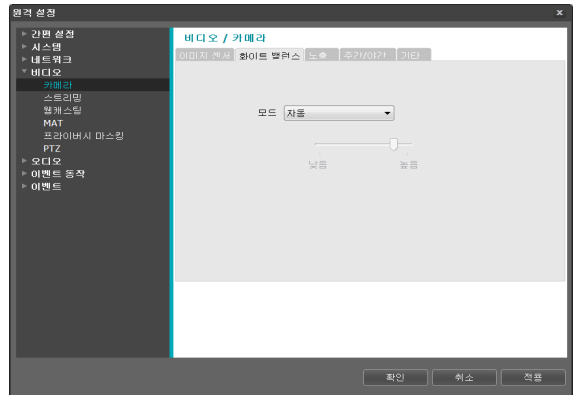 원격 설정
간편 설정
시스템
네트워크
비디오
카메라
스트리밍
웹캐스팅
MAT
프라이버시 마스킹
PTZ
오디오
이벤트 동작
이벤트
비디오 / 카메라
이미지 센서 화이트 밸런스 노출 주간/야간 기타
모드 자동
낮음 높음
확인 취소 적용